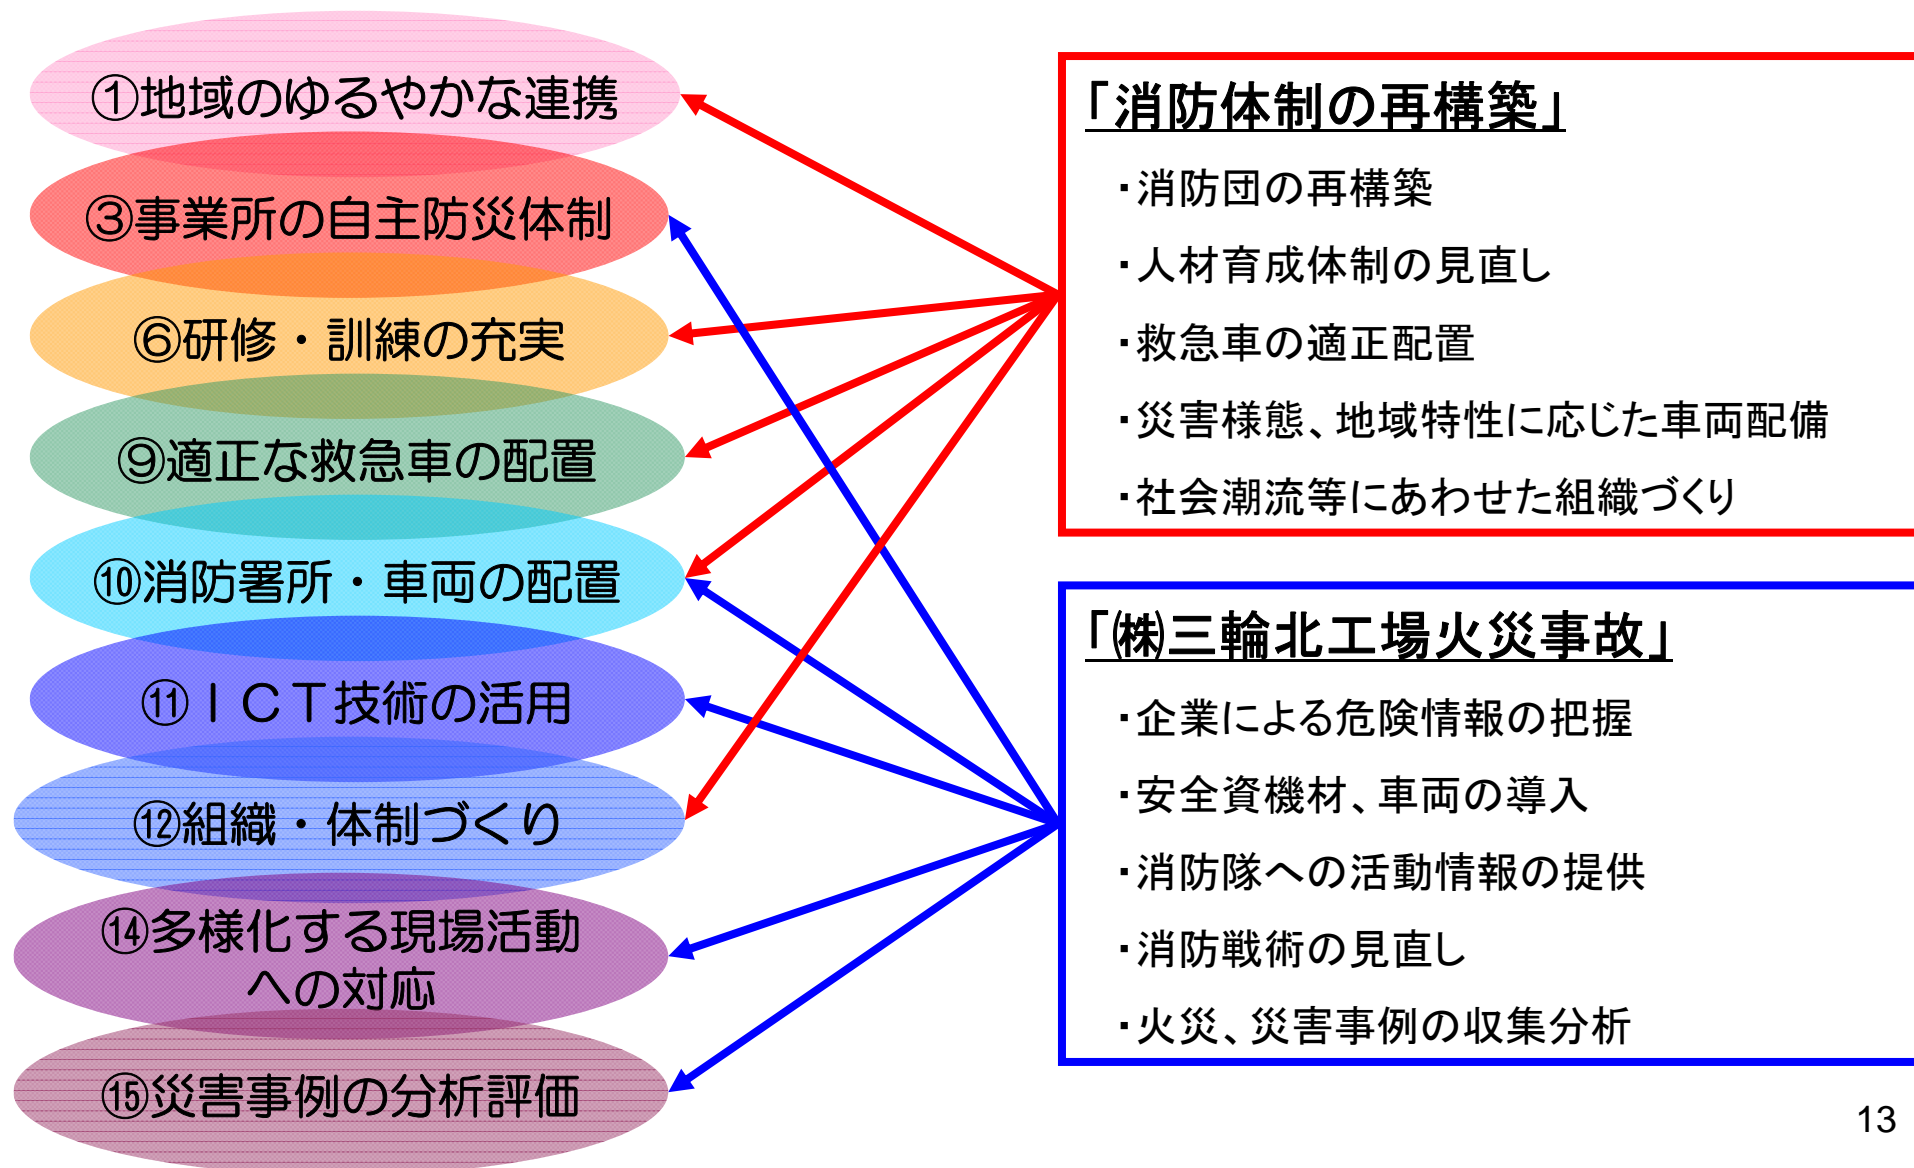 ①地域のゆるやかな連携
③事業所の自主防災体制
⑥研修・訓練の充実
⑨適正な救急車の配置
⑩消防署所・車両の配置
⑪ＩＣＴ技術の活用
⑫組織・体制づくり
⑭多様化する現場活動
への対応
⑮災害事例の分析評価
「消防体制の再構築」
・消防団の再構築
・人材育成体制の見直し
・救急車の適正配置
・災害様態、地域特性に応じた車両配備
・社会潮流等にあわせた組織づくり
「㈱三輪北工場火災事故」
・企業による危険情報の把握
・安全資機材、車両の導入
・消防隊への活動情報の提供
・消防戦術の見直し
・火災、災害事例の収集分析
13